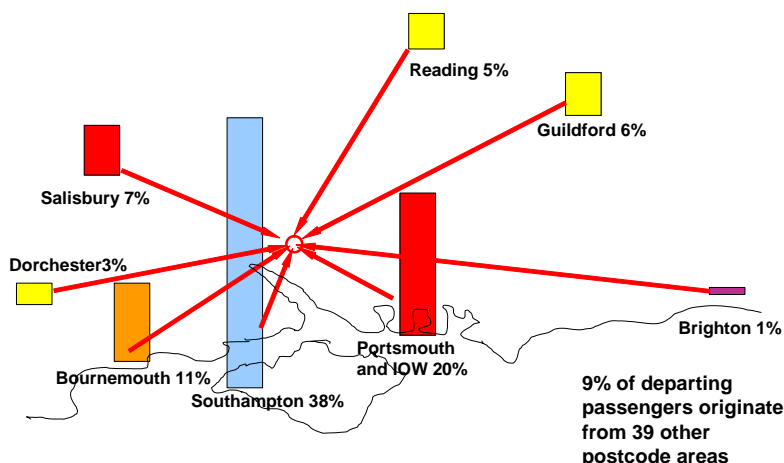 Reading 5%
Guildford 6%
Salisbury 7%
Dorchester3%
Bournemouth 11%
Southampton 38%
Portsmouth
and IOW 20%
Brighton 1%
9% of departing
passengers originate
from 39 other
postcode areas